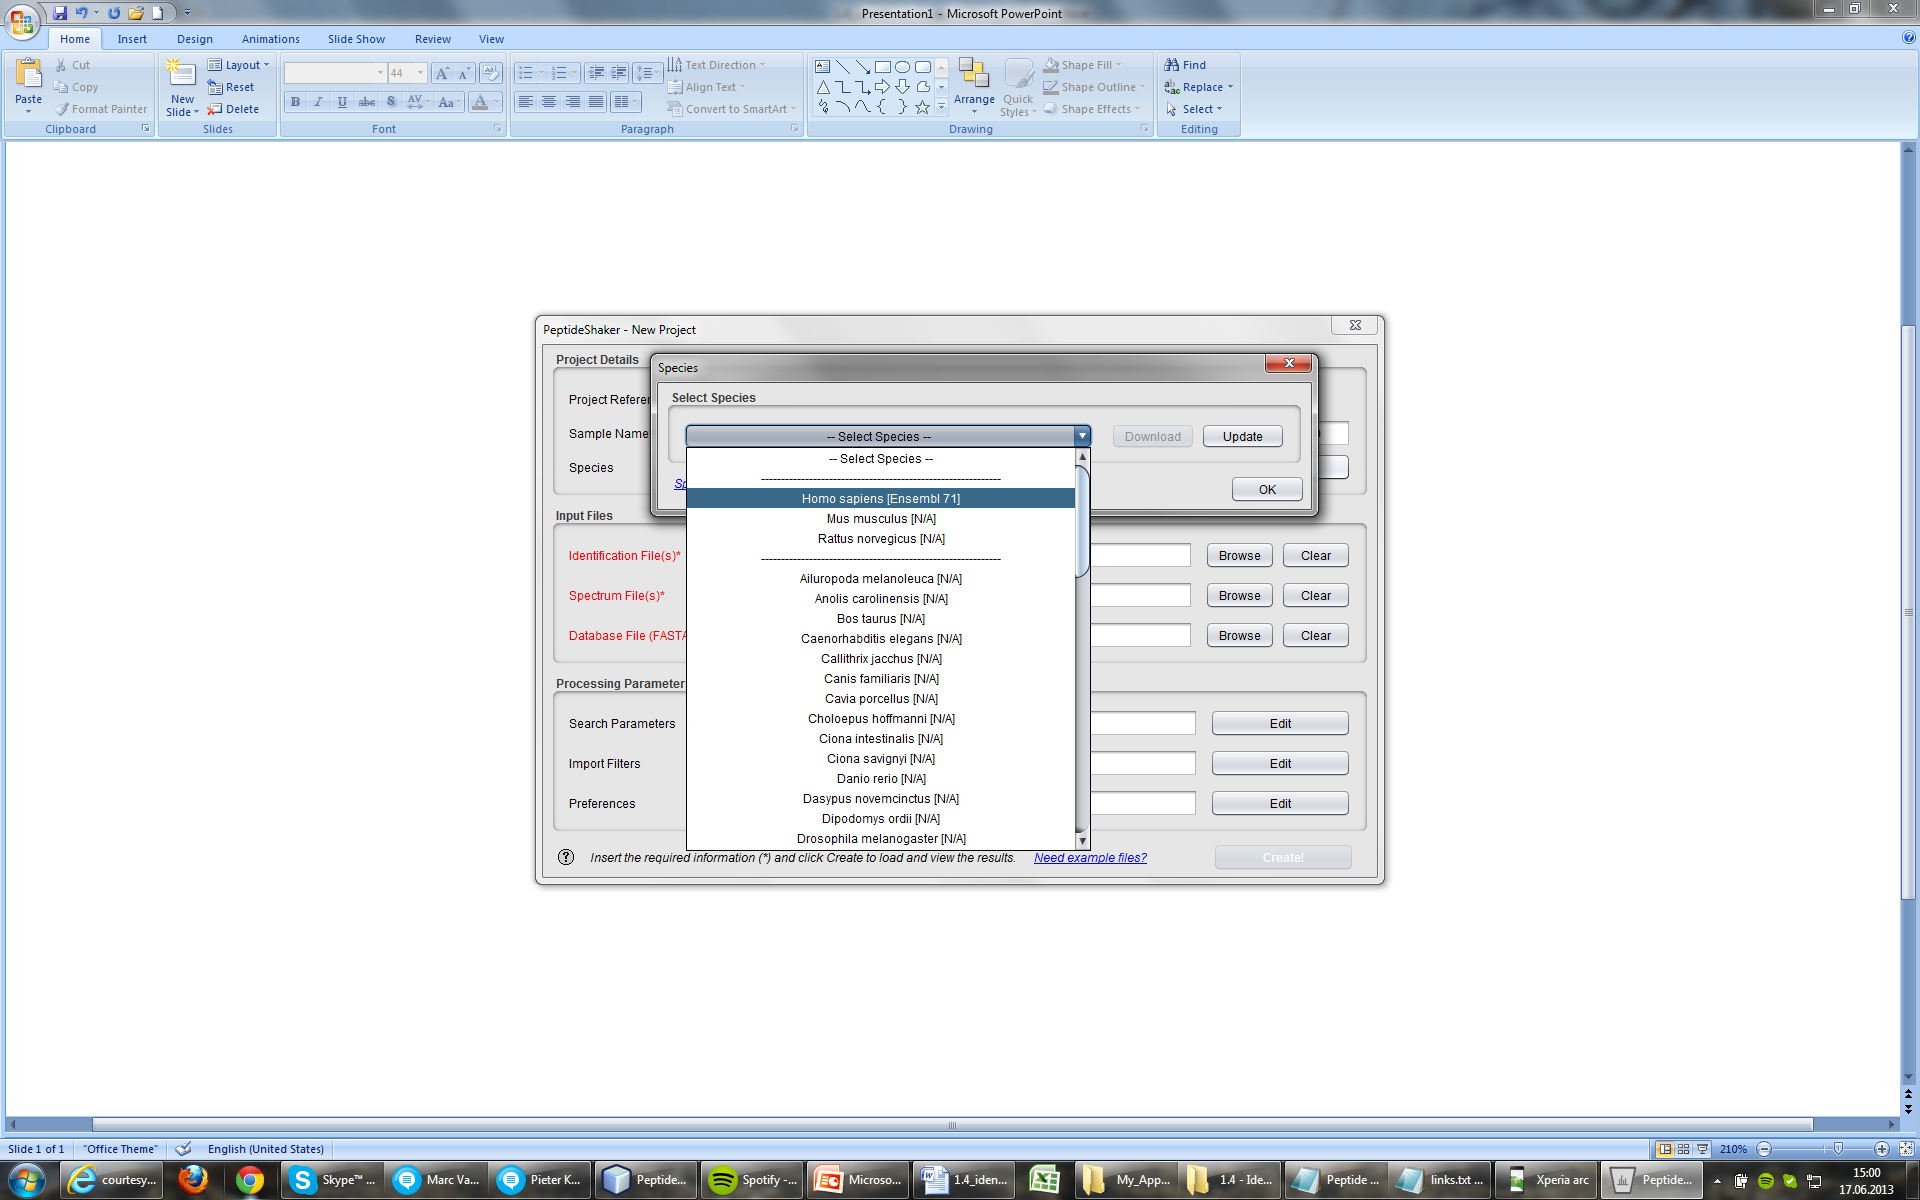 Presentation1 - Microsoft PowerPoint
Home Insert Design Animations Slide Show Review View
Paste
Cut
Copy
Format Painter
Clipboard
New Slide
Layout
Reset
Delete
Slides
44
B I U abc S AV Aa A
Font
Text Direction
Align Text
Convert to SmartArt
Paragraph
Arrange
Quick Styles
Shape Fill
Shape Outline
Shape Effects
Drawing
Find
Replace
Select
Editing
PeptideShaker - New Project
Project Details
Project Referen
Sample Name
Species
Species
Select Species
-- Select Species --
Download
Update
OK
-- Select Species --
------------------------------------------------------------
Homo sapiens [Ensembl 71]
Mus musculus [N/A]
Rattus norvegicus [N/A]
------------------------------------------------------------
Ailuropoda melanoleuca [N/A]
Anolis carolinensis [N/A]
Bos taurus [N/A]
Caenorhabditis elegans [N/A]
Callithrix jacchus [N/A]
Canis familiaris [N/A]
Cavia porcellus [N/A]
Choloepus hoffmanni [N/A]
Ciona intestinalis [N/A]
Ciona savignyi [N/A]
Danio rerio [N/A]
Dasypus novemcinctus [N/A]
Dipodomys ordii [N/A]
Drosophila melanogaster [N/A]
Input Files
Identification File(s)* Browse Clear
Spectrum File(s)* Browse Clear
Database File (FASTA Browse Clear
Processing Parameter
Search Parameters Edit
Import Filters Edit
Preferences Edit
? Insert the required information (*) and click Create to load and view the results. Need example files? Create!
Slide 1 of 1 "Office Theme" English (United States) 210%
courtesy... Skype™ ... Marc Va... Pieter K... Peptide... Spotify -... Microso... 1.4_iden... My_App... 1.4 - Ide... Peptide ... links.txt ... Xperia arc Peptide...
15:00
17.06.2013